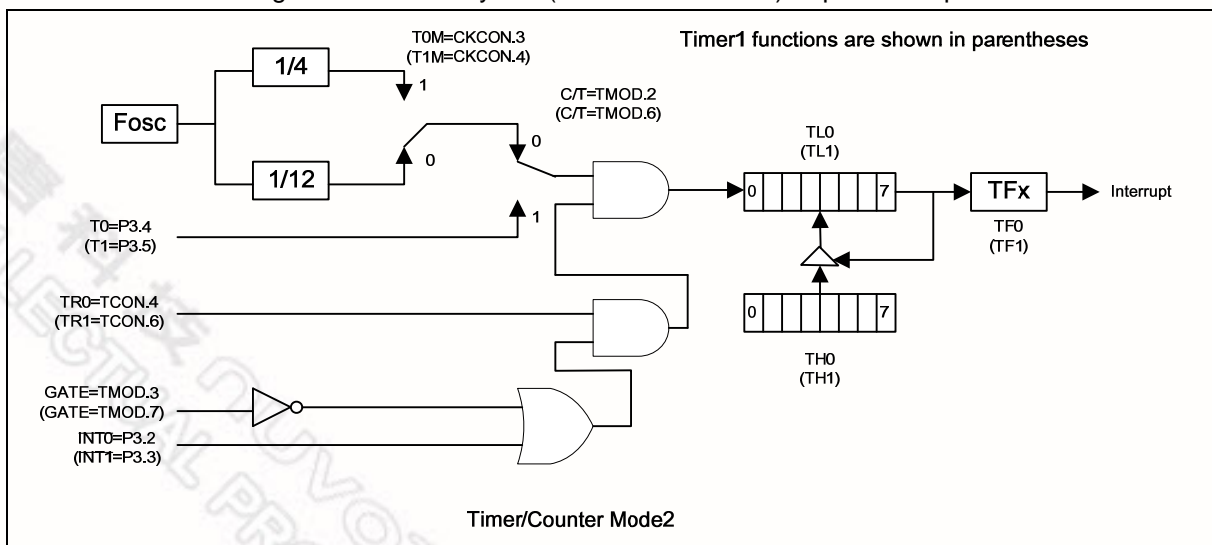 T0M=CKCON.3
(T1M=CKCON.4)
Timer1 functions are shown in parentheses
1/4
1
C/T=TMOD.2
(C/T=TMOD.6)
Fosc
0
0
TL0
(TL1)
1/12
0
7
TFx
Interrupt
T0=P3.4
(T1=P3.5)
1
TF0
(TF1)
TR0=TCON.4
(TR1=TCON.6)
0
7
TH0
(TH1)
GATE=TMOD.3
(GATE=TMOD.7)
INT0=P3.2
(INT1=P3.3)
Timer/Counter Mode2